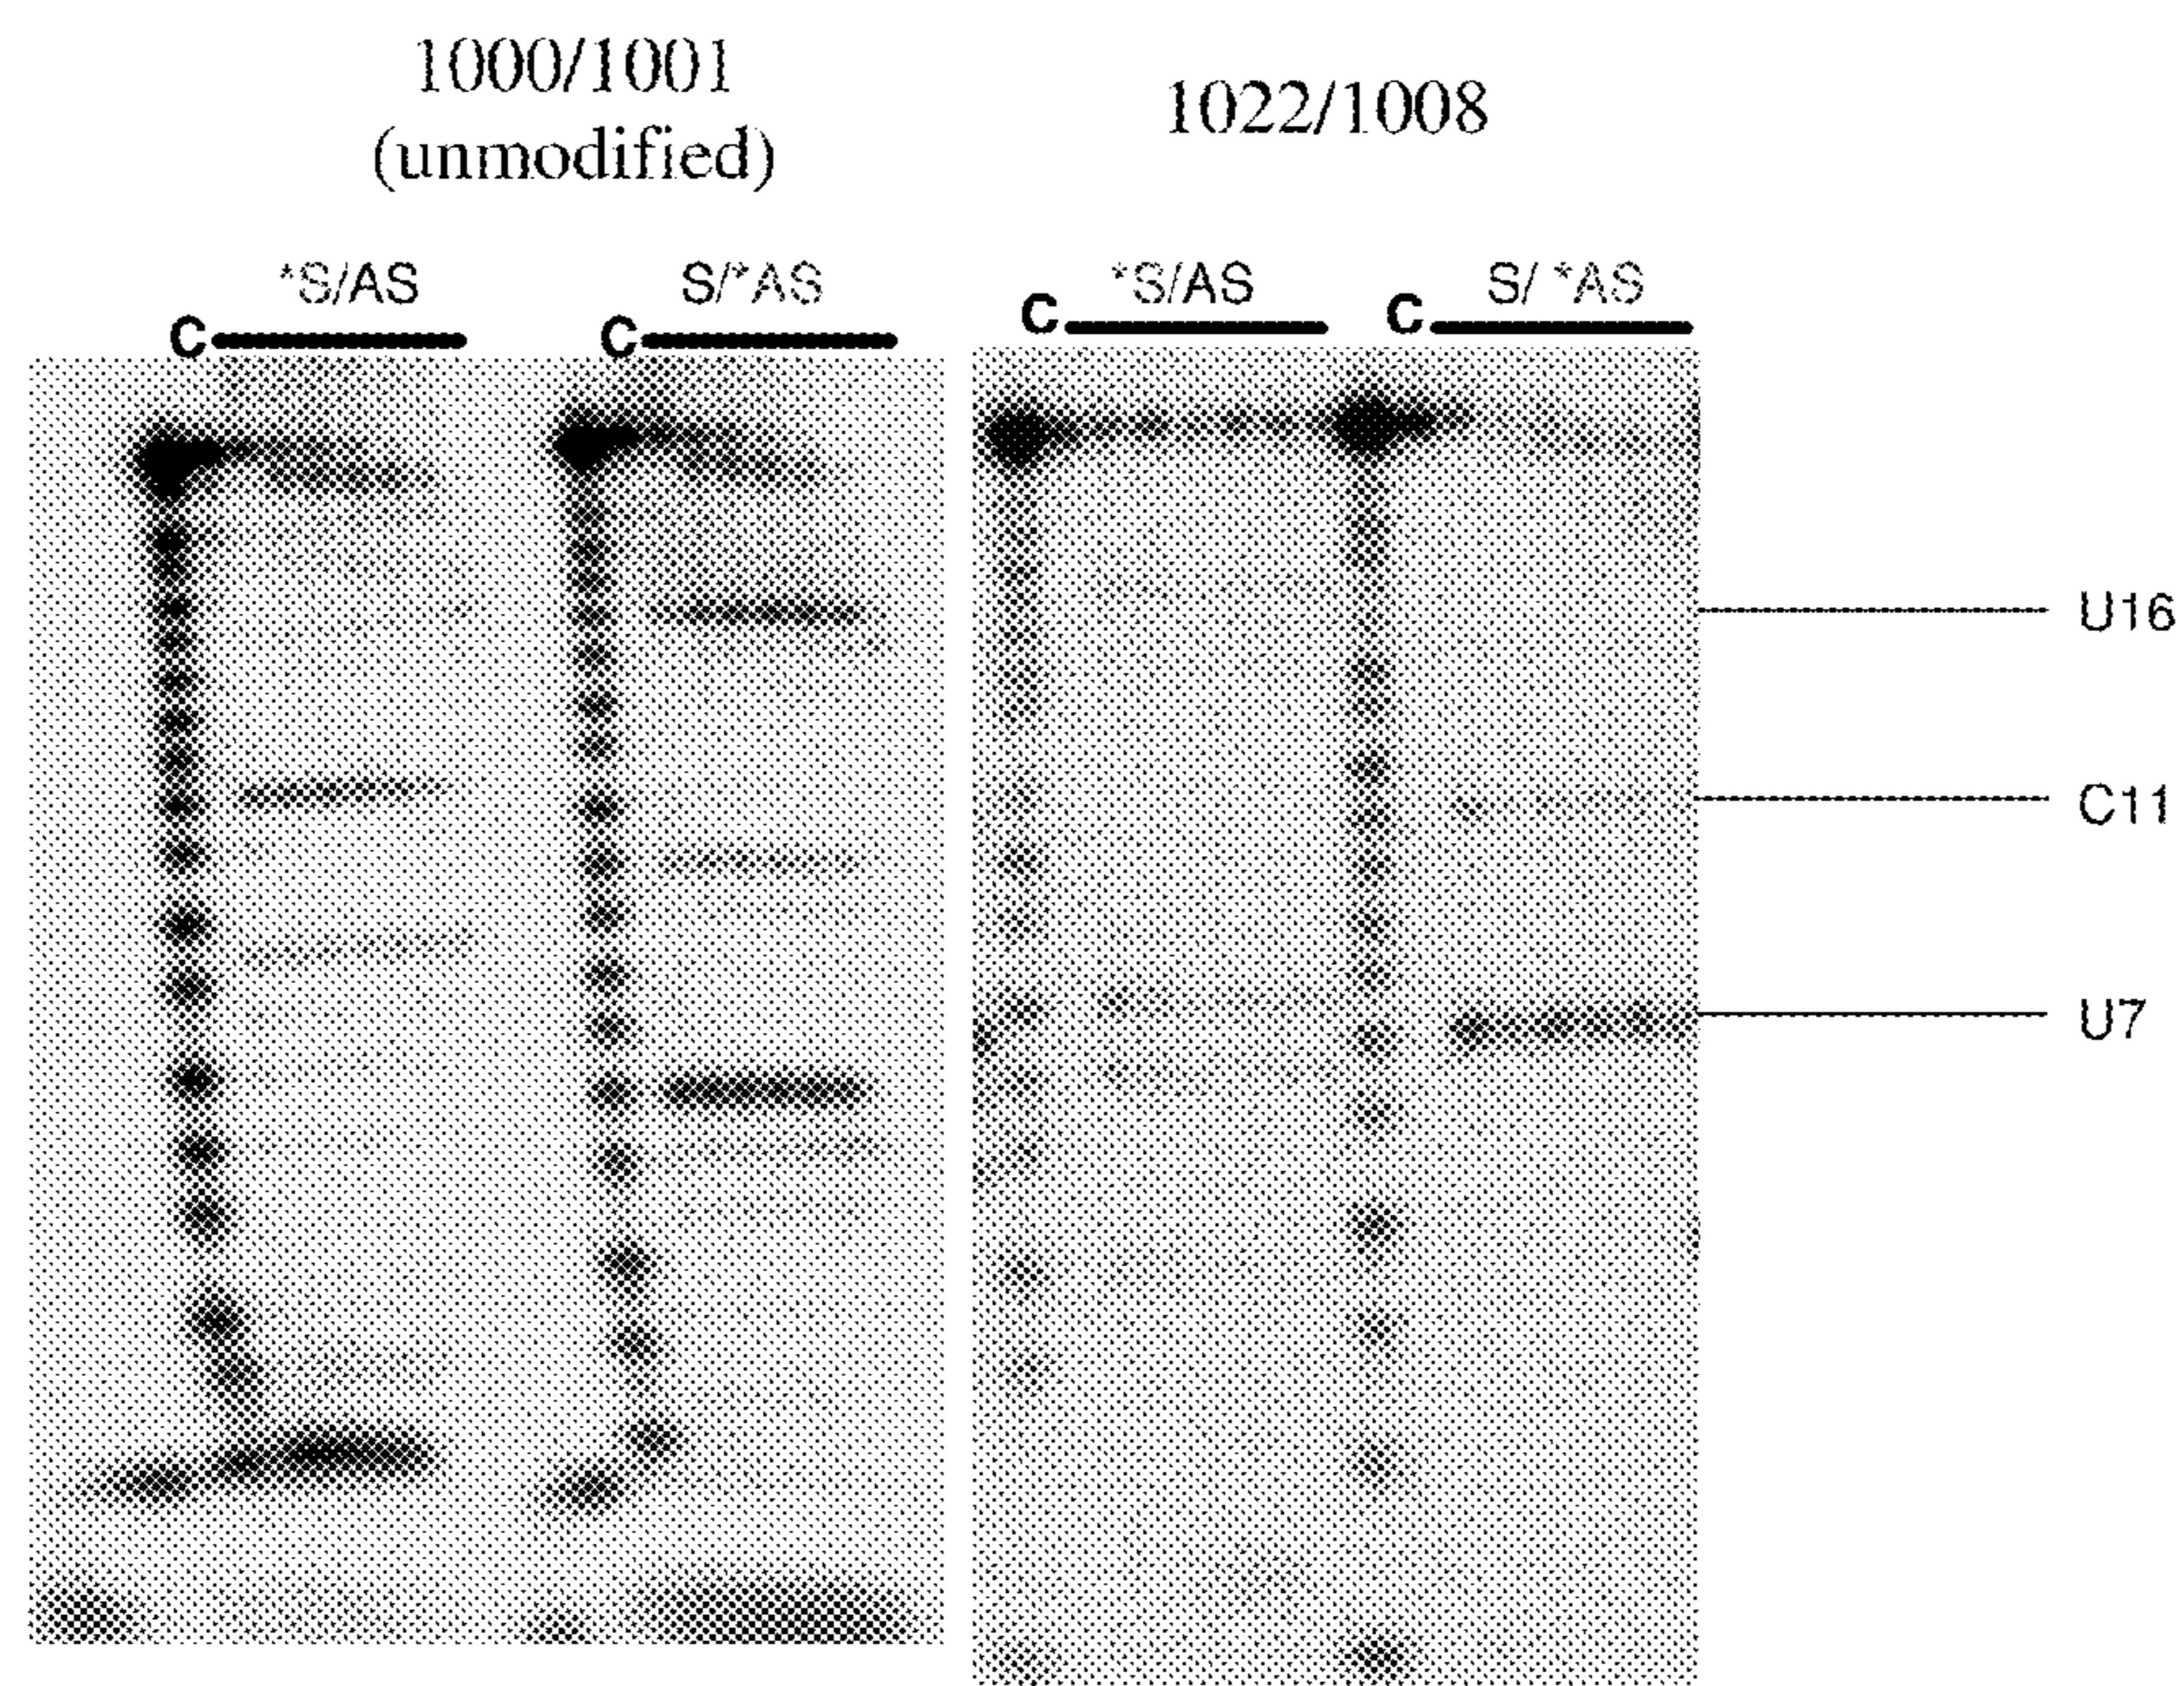 1000/1001
(unmodified)
1022/1008
*S/AS
S/*AS
*S/AS
S/ *AS
C
C
C
C
U16
C11
U7